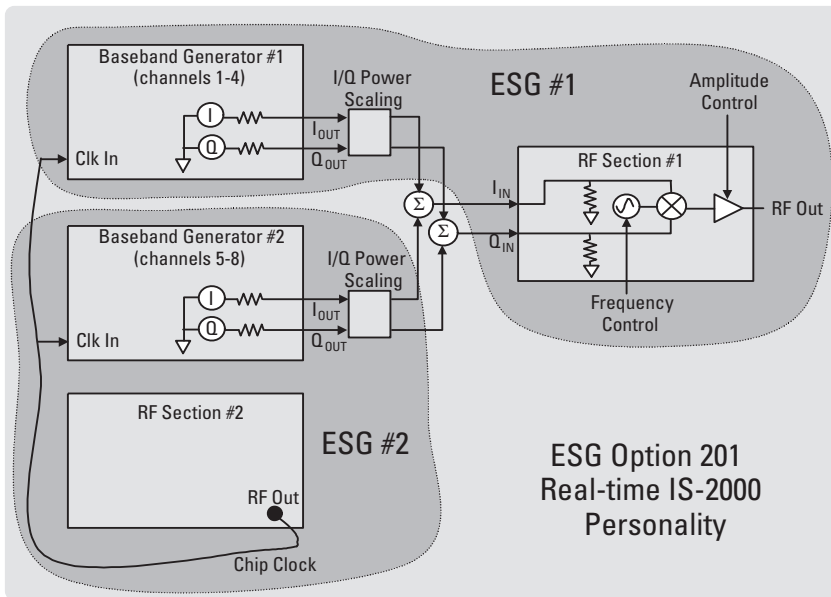 Baseband Generator #1
(channels 1-4)
I
Q
Clk In
I/Q Power
Scaling
IOUT
QOUT
ESG #1
Amplitude
Control
RF Section #1
IIN
QIN
RF Out
Frequency
Control
Σ
Σ
Baseband Generator #2
(channels 5-8)
I
Q
Clk In
I/Q Power
Scaling
IOUT
QOUT
RF Section #2
RF Out
Chip Clock
ESG #2
ESG Option 201
Real-time IS-2000
Personality